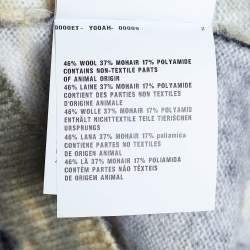 46% WOOL 37% MOHAIR 17% POLYAMIDE
CONTAINS NON-TEXTILE PARTS
OF ANIMAL ORIGIN
46% LAINE 37% MOHAIR 17% POLYAMIDE
CONTIENT DES PARTIES NON TEXTILES
D'ORIGINE ANIMALE
46% WOLLE 37% MOHAIR 17% POLYAMID
ENTHÄLT NICHTTEXTILE TEILE TIERISCHEN
URSPRUNGS
46% LANA 37% MOHAIR 17% poliamida
CONTIENE PARTES NO TEXTILES
DE ORIGEN ANIMAL
46% LÃ 37% MOHAIR 17% POLIAMIDA
CONTÉM PARTES NÃO TÊXTEIS
DE ORIGEM ANIMAL